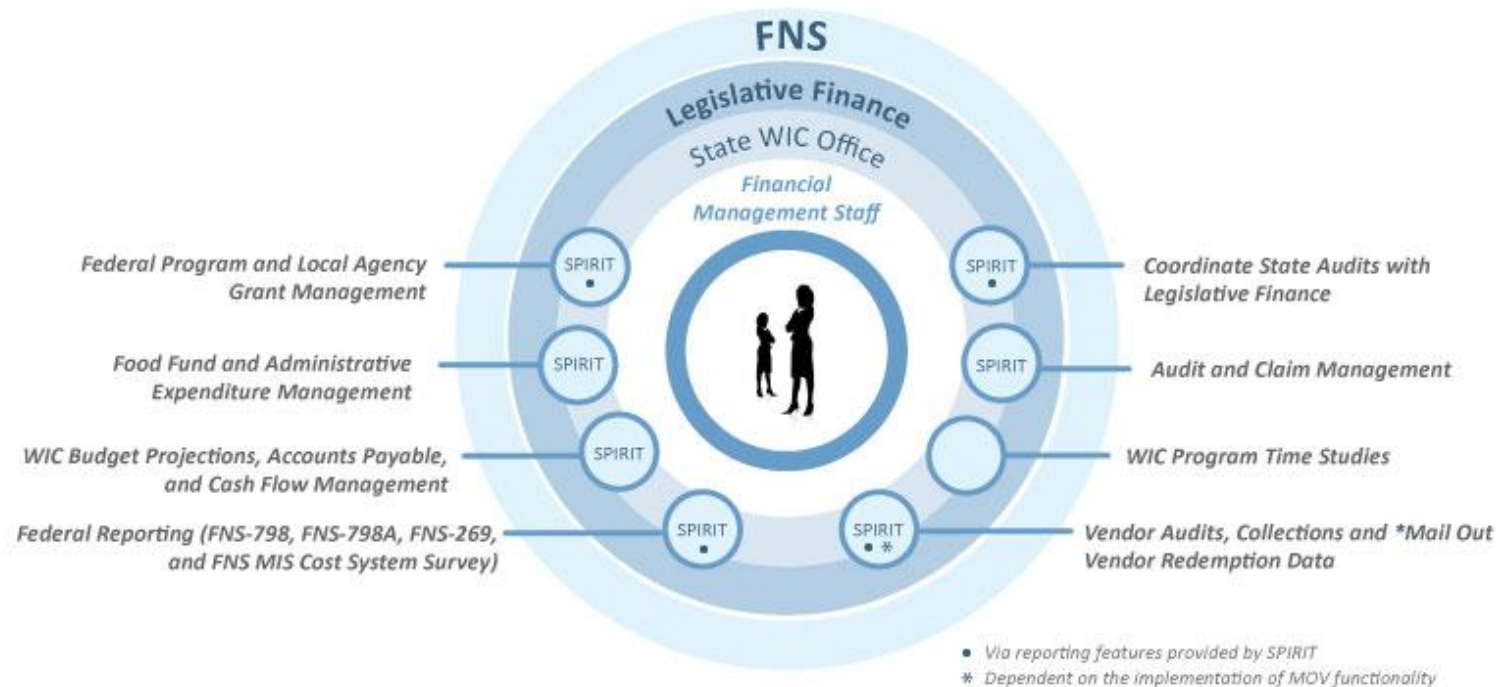 FNS
Legislative Finance
State WIC Office
Financial
Management Staff
SPIRIT
•
Federal Program and Local Agency
Grant Management
SPIRIT
Food Fund and Administrative
Expenditure Management
SPIRIT
WIC Budget Projections, Accounts Payable,
and Cash Flow Management
SPIRIT
•
Federal Reporting (FNS-798, FNS-798A, FNS-269,
and FNS MIS Cost System Survey)
SPIRIT
•
Coordinate State Audits with
Legislative Finance
SPIRIT
Audit and Claim Management
WIC Program Time Studies
SPIRIT
• *
Vendor Audits, Collections and *Mail Out
Vendor Redemption Data
• Via reporting features provided by SPIRIT
* Dependent on the implementation of MOV functionality